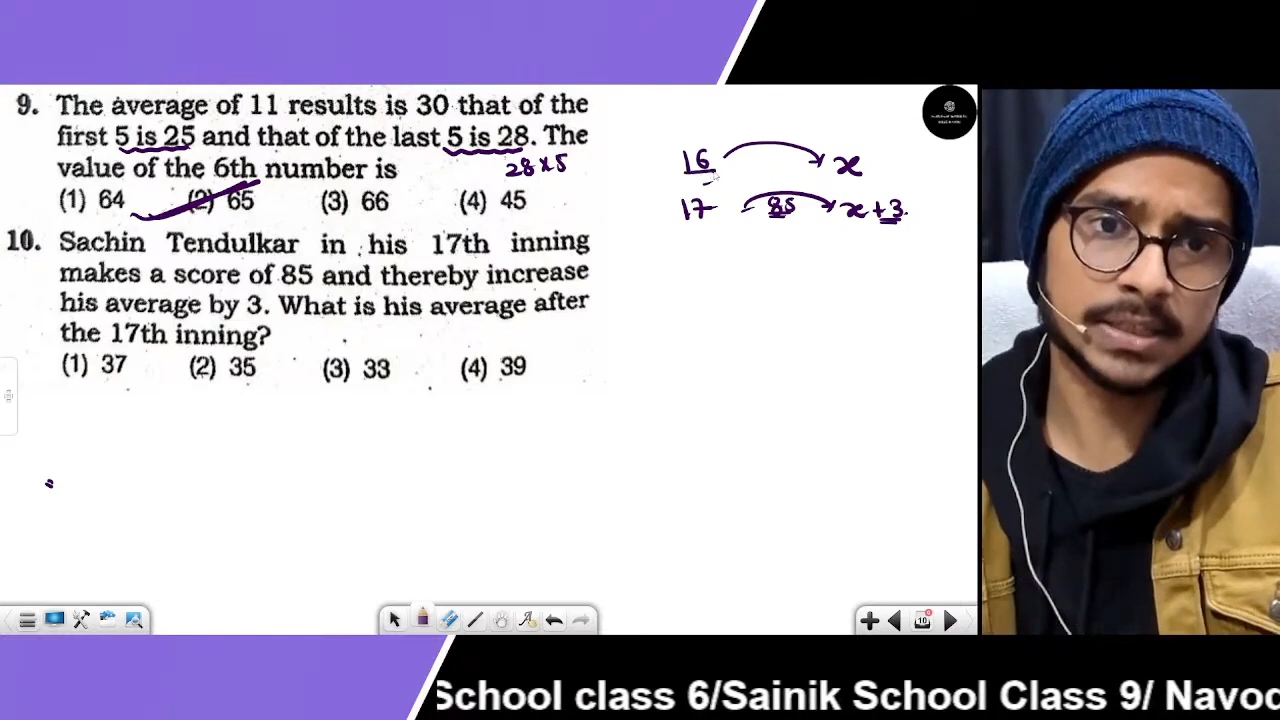 9. The average of 11 results is 30 that of the
first 5 is 25 and that of the last 5 is 28. The
value of the 6th number is
28 x 5
(1) 64 (2) 65 (3) 66 (4) 45
10. Sachin Tendulkar in his 17th inning
makes a score of 85 and thereby increase
his average by 3. What is his average after
the 17th inning?
(1) 37 (2) 35 (3) 33 (4) 39
16 x
17 - 85 x + 3
10
School class 6/Sainik School Class 9/ Navod